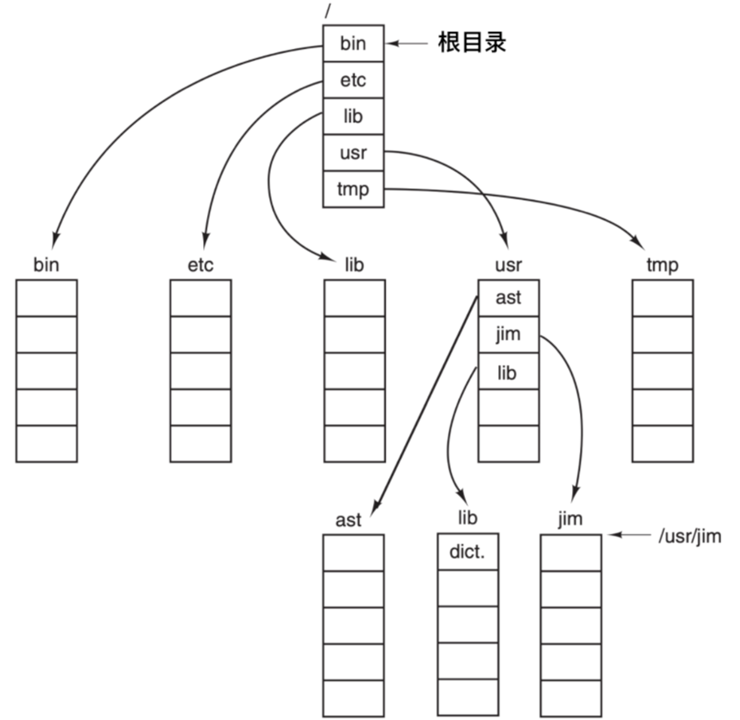 /
bin
根目录
etc
lib
usr
tmp
bin
etc
lib
usr
tmp
ast
jim
lib
ast
lib
jim
/usr/jim
dict.